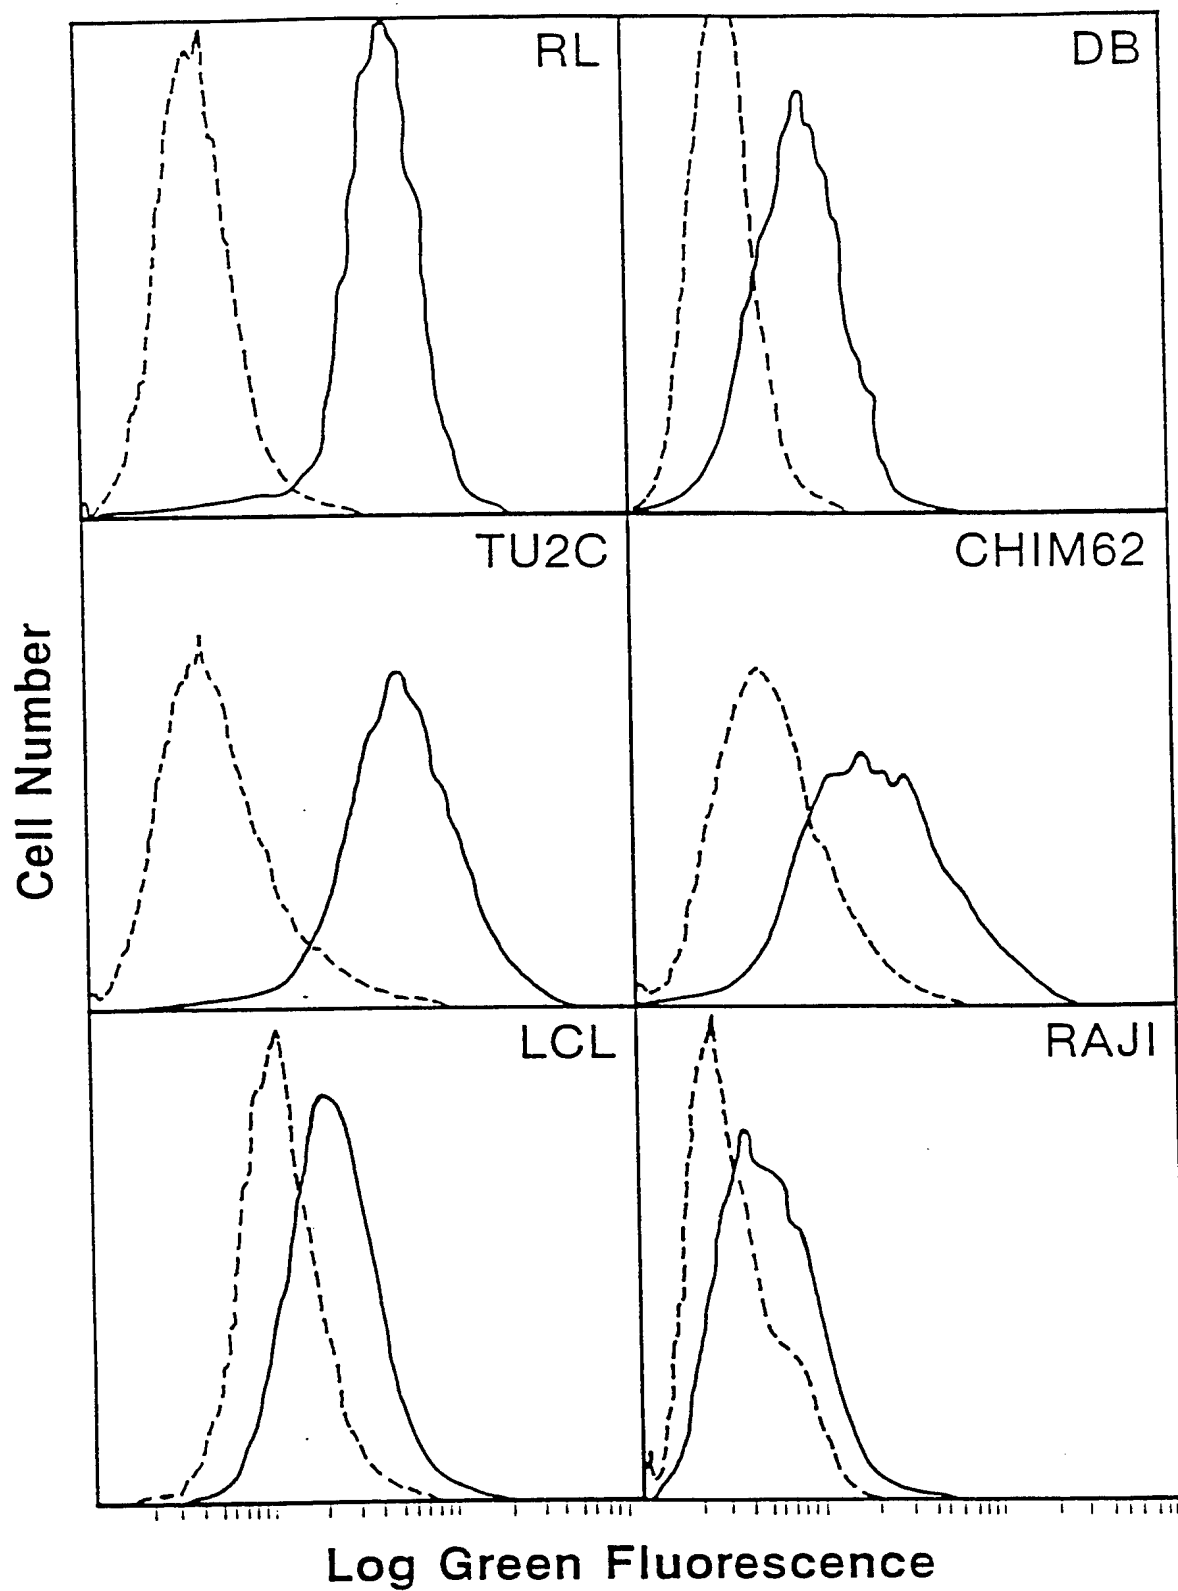 RL
DB
TU2C
CHIM62
LCL
RAJI
Cell Number
Log Green Fluorescence